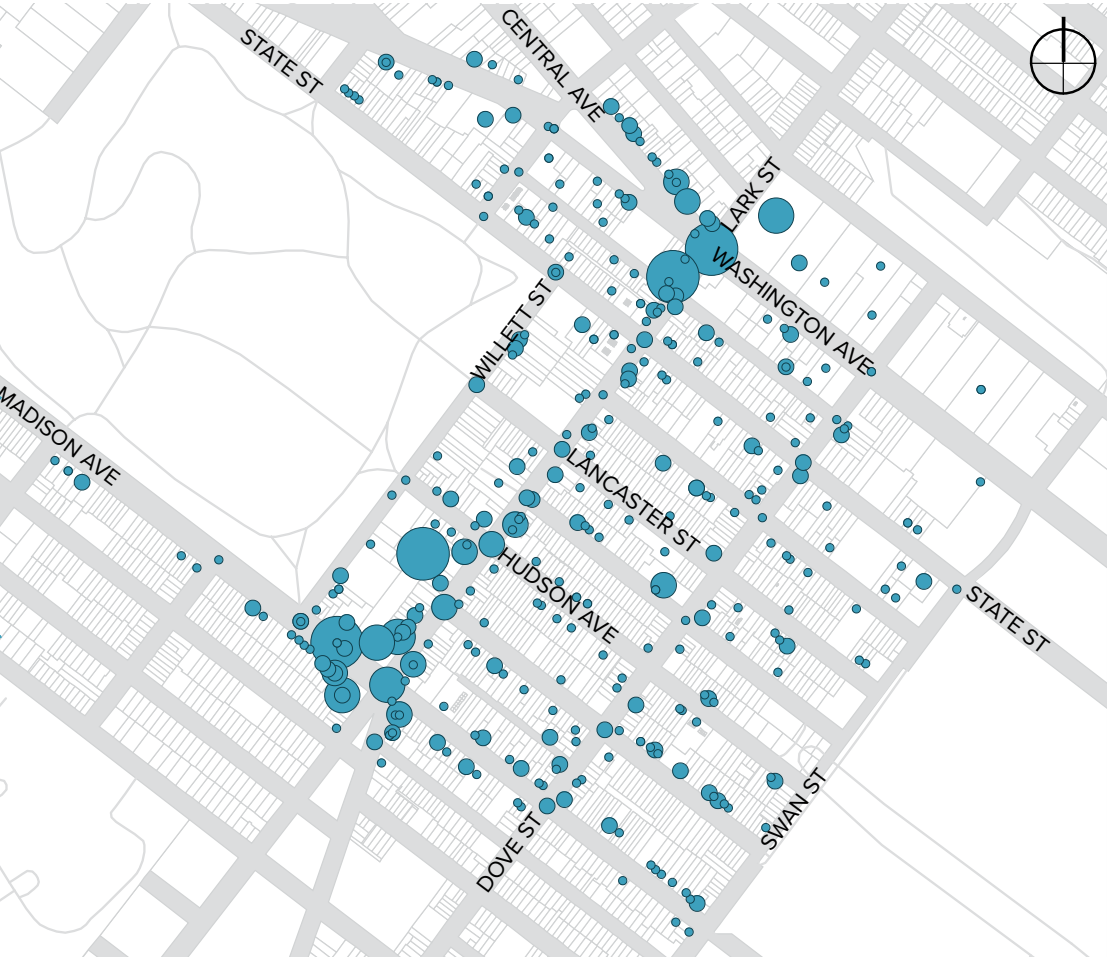 CENTRAL AVE
STATE ST
LARK ST
WASHINGTON AVE
WILLETT ST
MADISON AVE
LANCASTER ST
HUDSON AVE
STATE ST
SWAN ST
DOVE ST